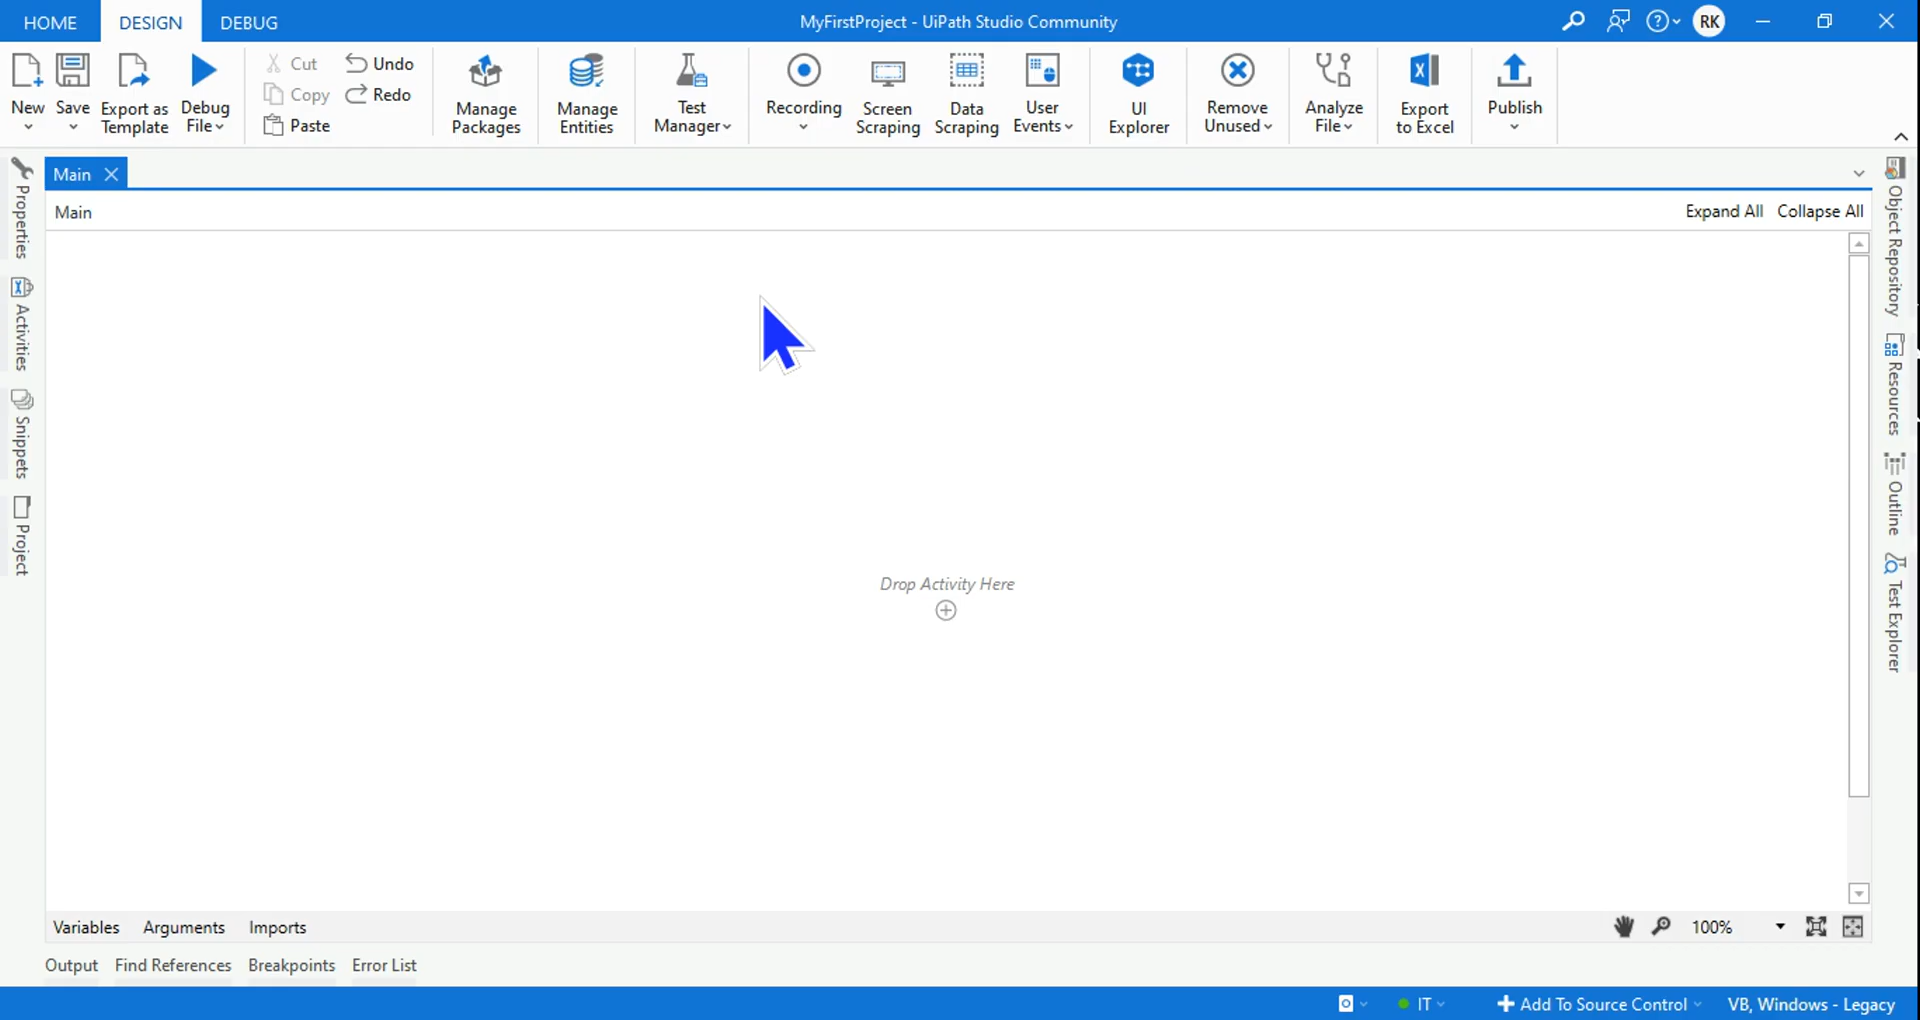 HOME DESIGN DEBUG MyFirstProject - UiPath Studio Community RK
New Save Export as Template Debug File
Cut Undo
Copy Redo
Paste
Manage Packages Manage Entities Test Manager Recording Screen Scraping Data Scraping User Events UI Explorer Remove Unused Analyze File Export to Excel Publish
Main
Main Expand All Collapse All
Properties
Activities
Snippets
Project
Object Repository
Resources
Outline
Test Explorer
Drop Activity Here
Variables Arguments Imports 100%
Output Find References Breakpoints Error List
IT Add To Source Control VB, Windows - Legacy